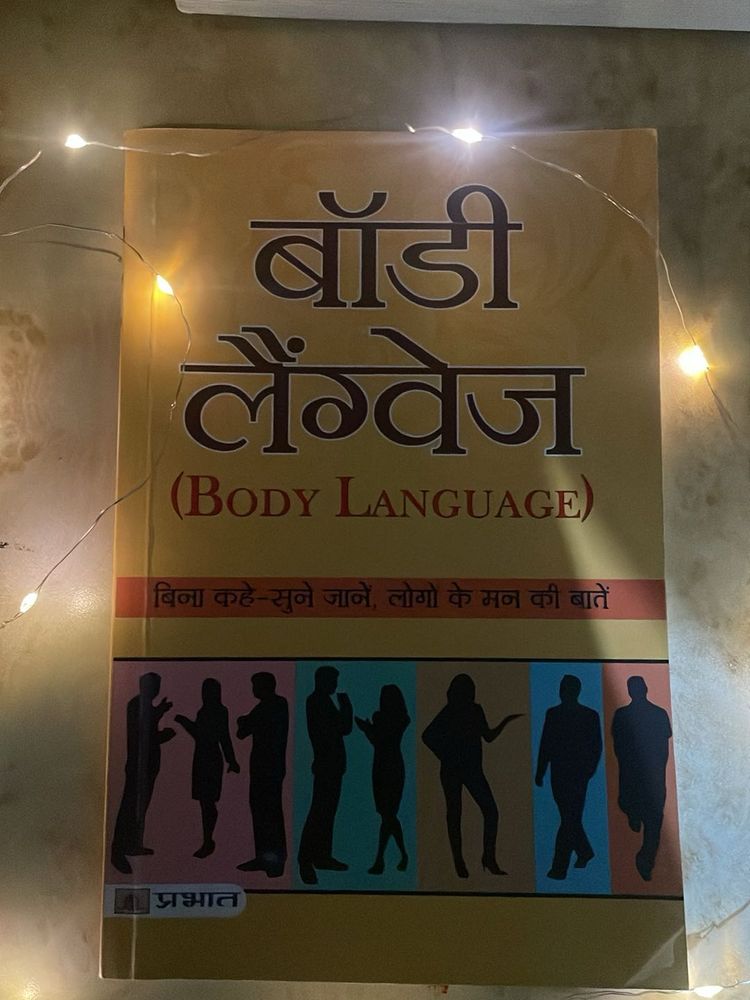 बॉडी
लैंग्वेज
(BODY LANGUAGE)
बिना कहे-सुने जानें, लोगो के मन की बातें
प्रभात